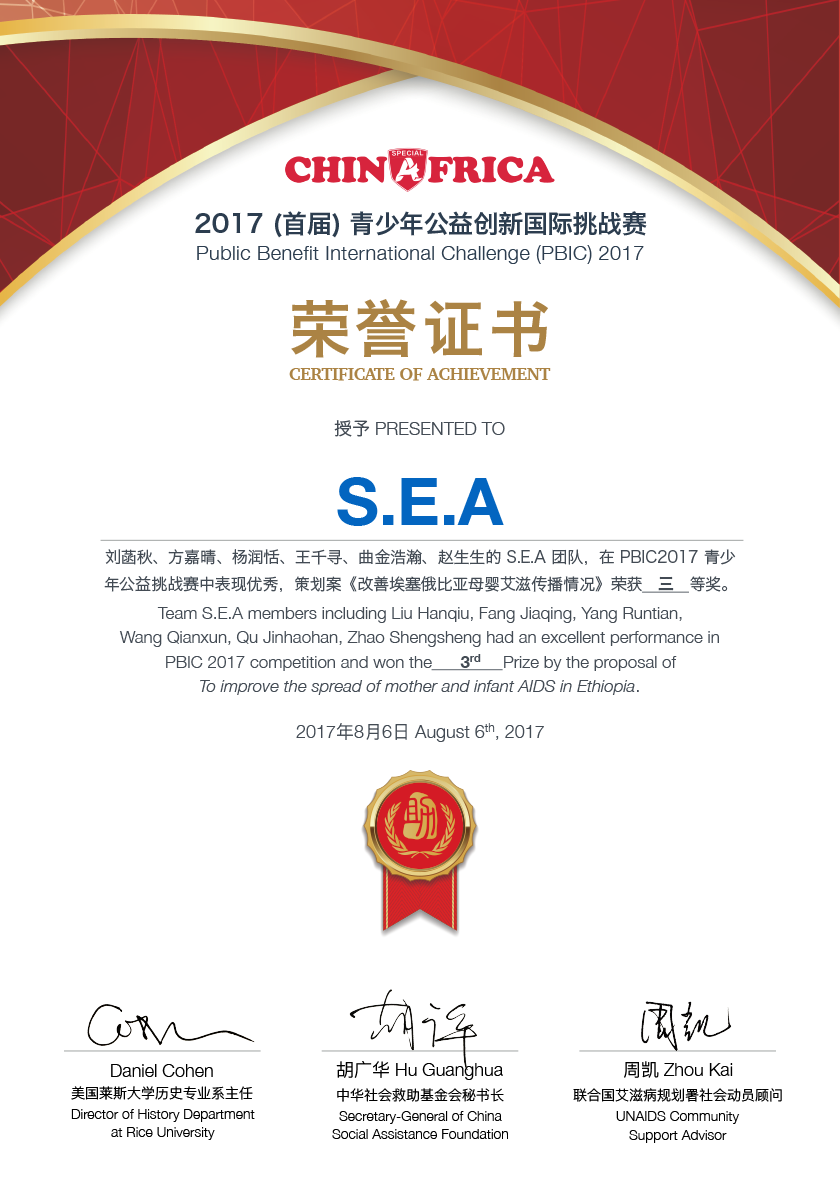 SPECIAL
CHINAFRICA
2017 (首届) 青少年公益创新国际挑战赛
Public Benefit International Challenge (PBIC) 2017
荣誉证书
CERTIFICATE OF ACHIEVEMENT
授予 PRESENTED TO
S.E.A
刘菡秋、方嘉晴、杨润恬、王千寻、曲金浩瀚、赵生生的 S.E.A 团队，在 PBIC2017 青少
年公益挑战赛中表现优秀，策划案《改善埃塞俄比亚母婴艾滋传播情况》荣获 三 等奖。
Team S.E.A members including Liu Hanqiu, Fang Jiaqing, Yang Runtian,
Wang Qianxun, Qu Jinhaohan, Zhao Shengsheng had an excellent performance in
PBIC 2017 competition and won the 3rd Prize by the proposal of
To improve the spread of mother and infant AIDS in Ethiopia.
2017年8月6日 August 6th, 2017
周凯
Daniel Cohen
美国莱斯大学历史专业系主任
Director of History Department
at Rice University
胡广华 Hu Guanghua
中华社会救助基金会秘书长
Secretary-General of China
Social Assistance Foundation
周凯 Zhou Kai
联合国艾滋病规划署社会动员顾问
UNAIDS Community
Support Advisor